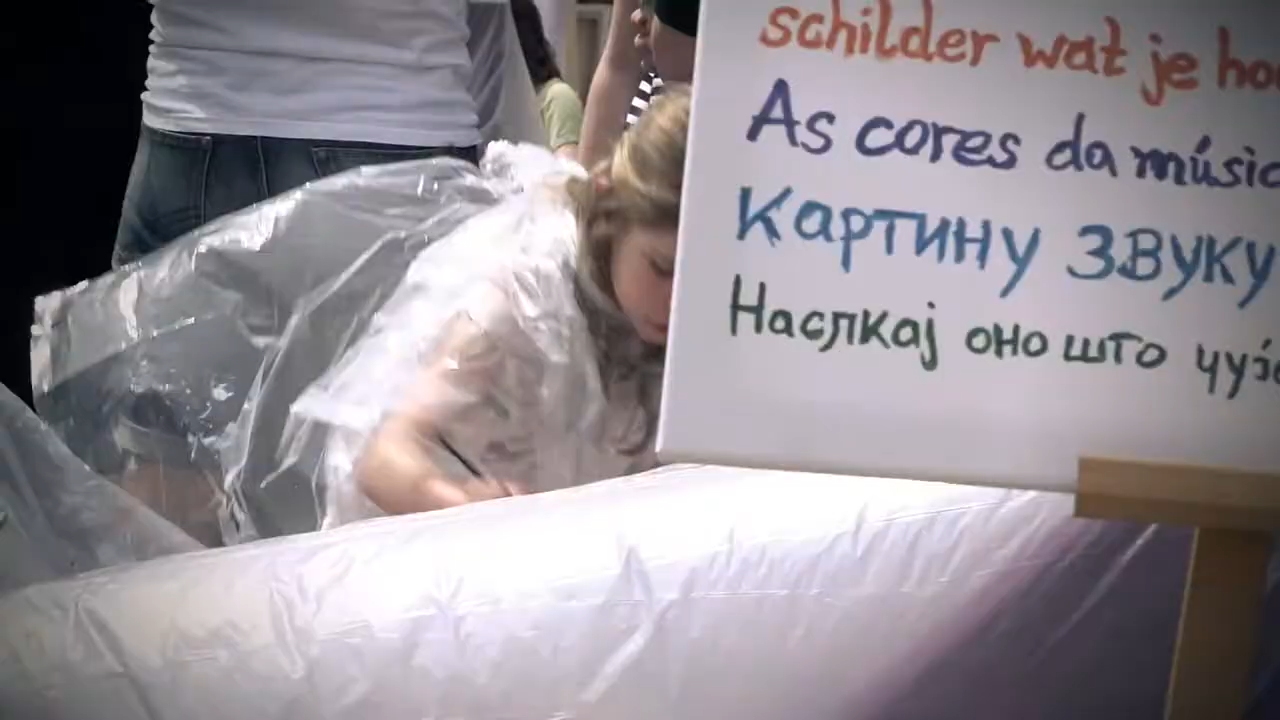 schilder wat je
As cores da
Картину звуку
Наслкај оно што